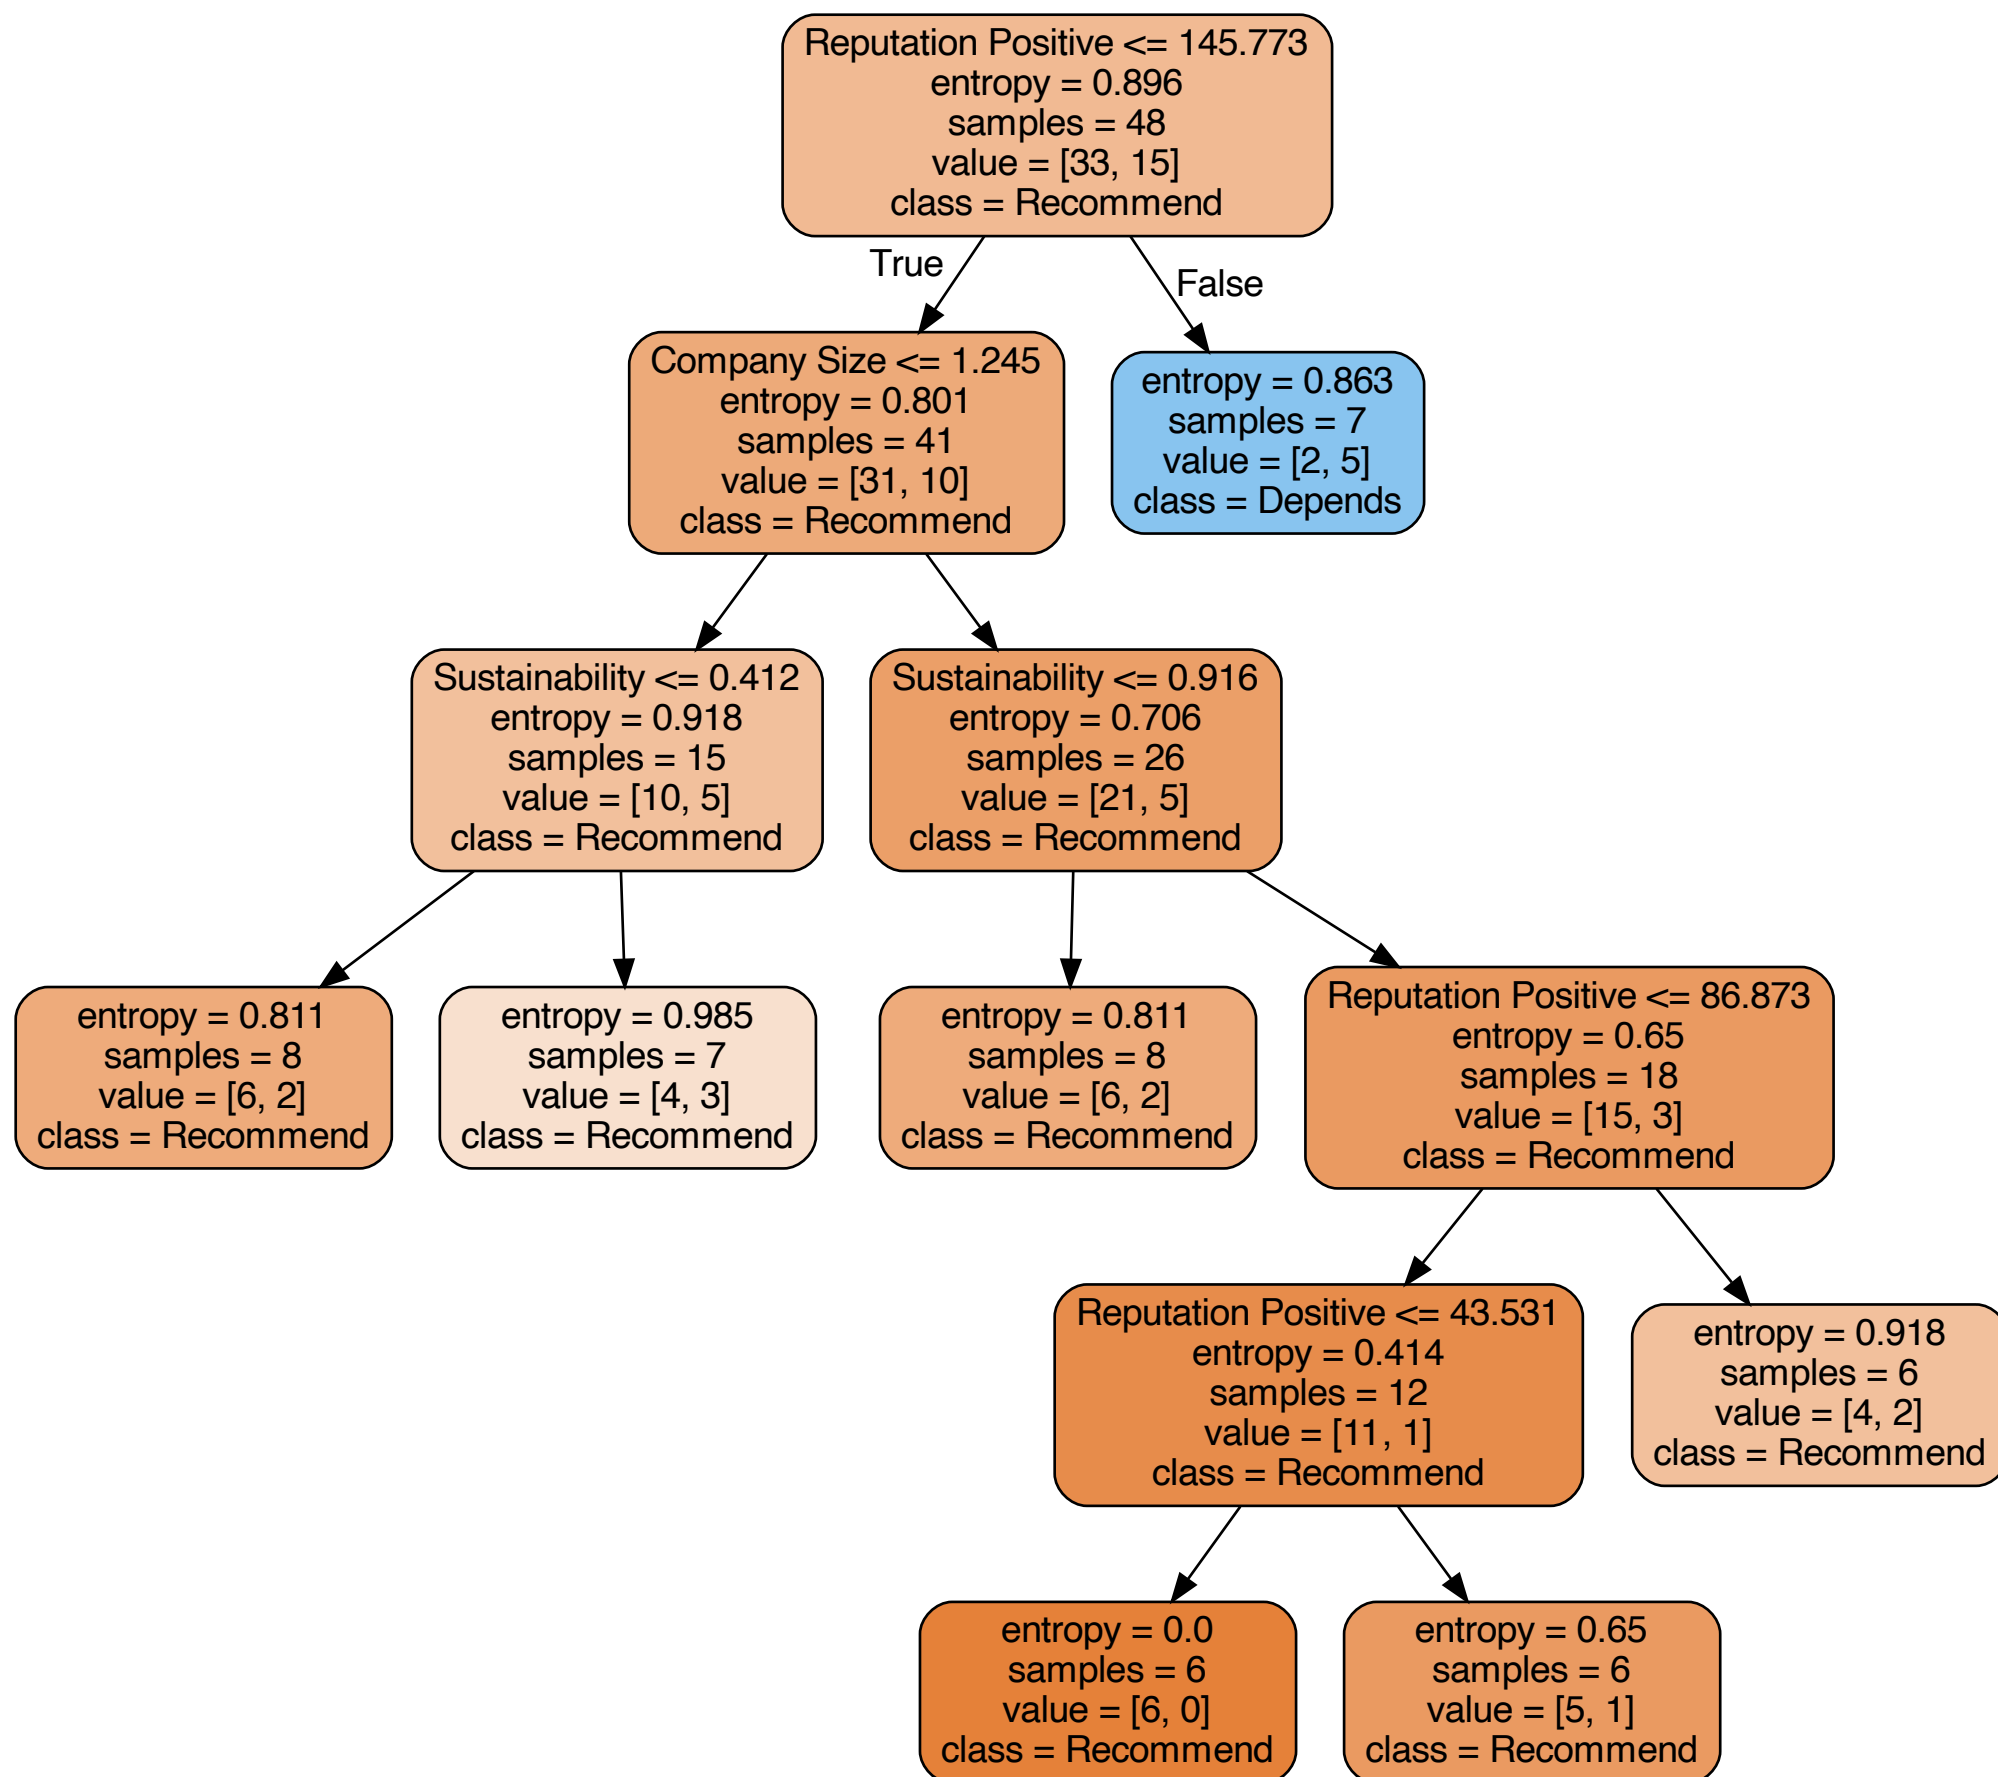 Reputation Positive <= 145.773
entropy = 0.896
samples = 48
value = [33, 15]
class = Recommend
True
False
Company Size <= 1.245
entropy = 0.801
samples = 41
value = [31, 10]
class = Recommend
entropy = 0.863
samples = 7
value = [2, 5]
class = Depends
Sustainability <= 0.412
entropy = 0.918
samples = 15
value = [10, 5]
class = Recommend
Sustainability <= 0.916
entropy = 0.706
samples = 26
value = [21, 5]
class = Recommend
entropy = 0.811
samples = 8
value = [6, 2]
class = Recommend
entropy = 0.985
samples = 7
value = [4, 3]
class = Recommend
entropy = 0.811
samples = 8
value = [6, 2]
class = Recommend
Reputation Positive <= 86.873
entropy = 0.65
samples = 18
value = [15, 3]
class = Recommend
Reputation Positive <= 43.531
entropy = 0.414
samples = 12
value = [11, 1]
class = Recommend
entropy = 0.918
samples = 6
value = [4, 2]
class = Recommend
entropy = 0.0
samples = 6
value = [6, 0]
class = Recommend
entropy = 0.65
samples = 6
value = [5, 1]
class = Recommend